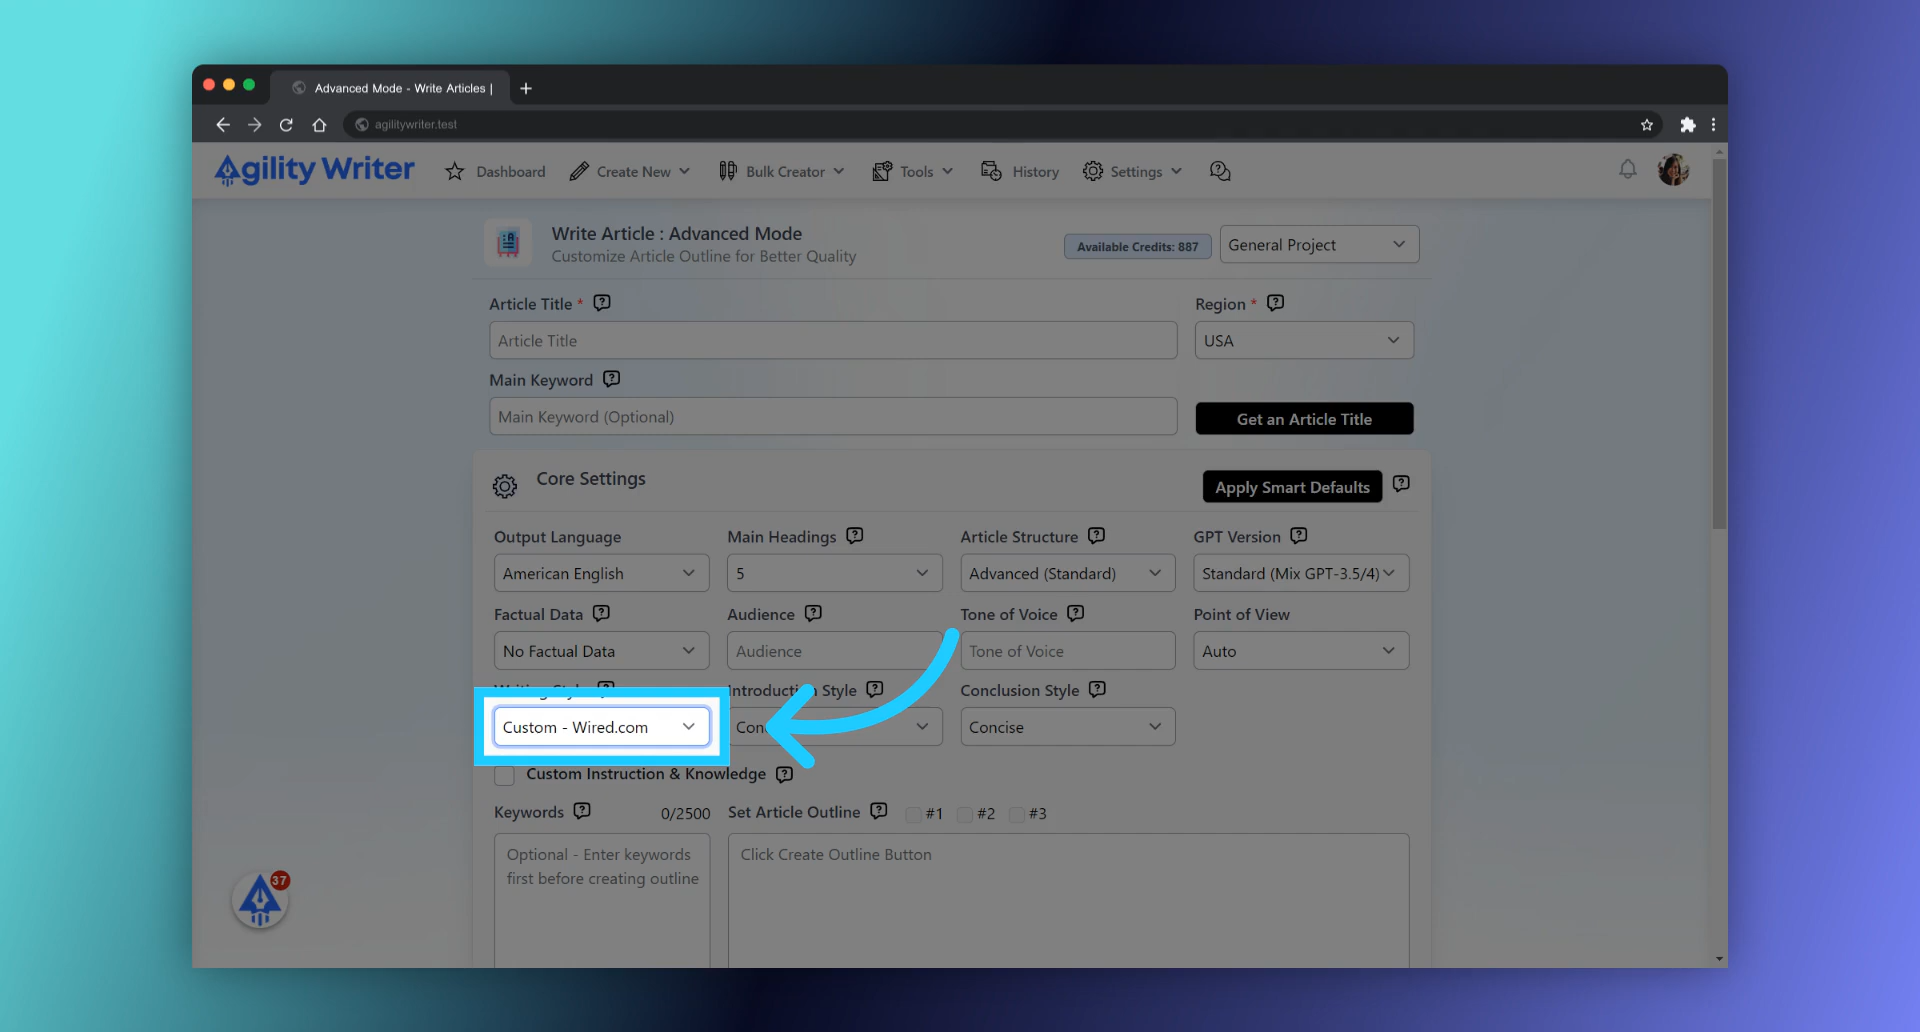 Advanced Mode - Write Articles |
agilitywriter.test
Agility Writer
Dashboard
Create New
Bulk Creator
Tools
History
Settings
Write Article : Advanced Mode
Customize Article Outline for Better Quality
Available Credits: 887
General Project
Article Title *
Region *
Article Title
USA
Main Keyword
Main Keyword (Optional)
Get an Article Title
Core Settings
Apply Smart Defaults
Output Language
Main Headings
Article Structure
GPT Version
American English
5
Advanced (Standard)
Standard (Mix GPT-3.5/4)
Factual Data
Audience
Tone of Voice
Point of View
No Factual Data
Audience
Tone of Voice
Auto
Writing Style
Introduction Style
Conclusion Style
Custom - Wired.com
Concise
Custom Instruction & Knowledge
Keywords
0/2500
Set Article Outline
#1
#2
#3
Optional - Enter keywords
first before creating outline
Click Create Outline Button
37